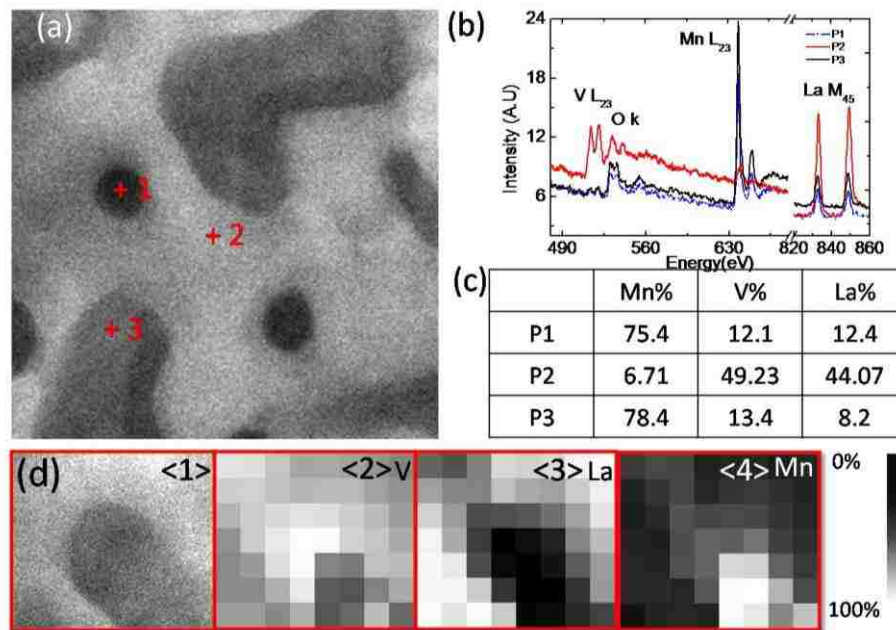 (a)
+ 1
+ 2
+ 3
(b)
24
18
12
6
Intensity (A.U)
V L23
O k
Mn L23
La M45
P1
P2
P3
490 560 630 820 840 860
Energy(eV)
(c)
Mn% V% La%
P1 75.4 12.1 12.4
P2 6.71 49.23 44.07
P3 78.4 13.4 8.2
(d) <1> <2> V <3> La <4> Mn
0%
100%